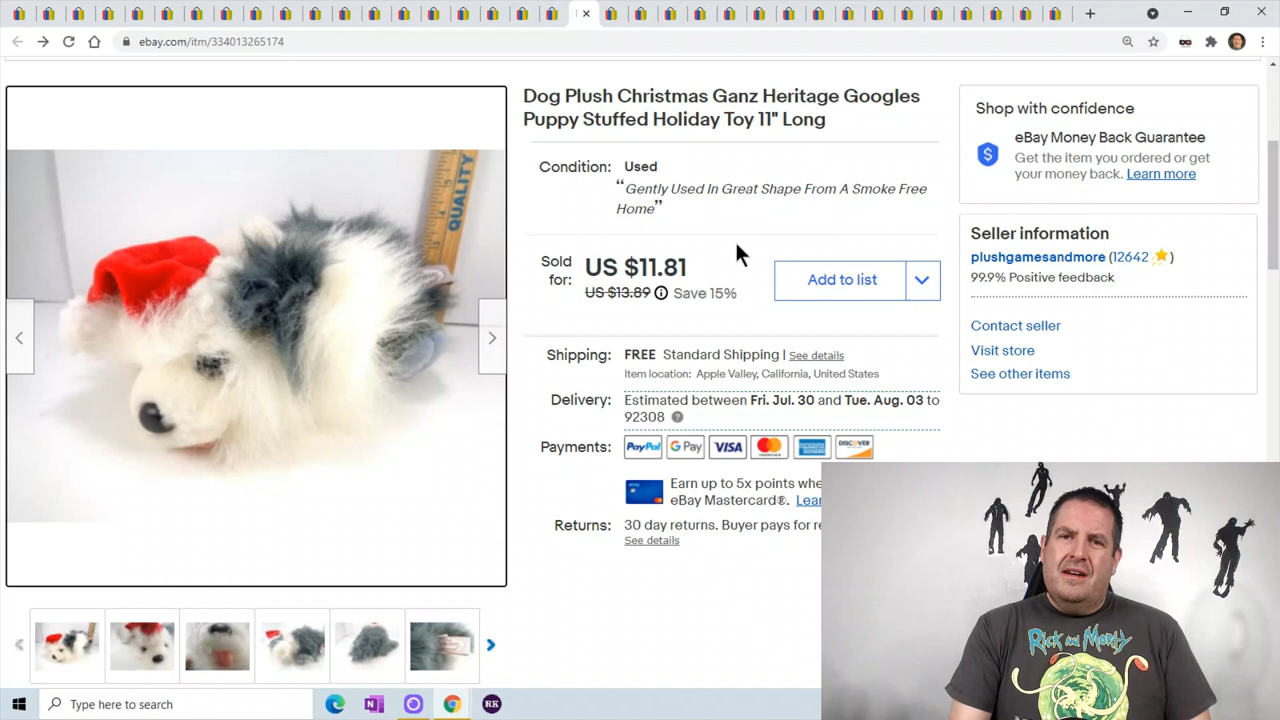 ebay.com/itm/334013265174
Dog Plush Christmas Ganz Heritage Googles
Puppy Stuffed Holiday Toy 11" Long
Condition: Used
“Gently Used In Great Shape From A Smoke Free
Home”
Sold
for:
US $11.81
US $13.89
Save 15%
Add to list
Shipping: FREE Standard Shipping | See details
Item location: Apple Valley, California, United States
Delivery: Estimated between Fri. Jul. 30 and Tue. Aug. 03 to
92308
Payments: PayPal G Pay VISA
DISCOVER
Earn up to 5x points whe
eBay Mastercard®. Lear
Returns: 30 day returns. Buyer pays for re
See details
Shop with confidence
eBay Money Back Guarantee
Get the item you ordered or get
your money back. Learn more
Seller information
plushgamesandmore (12642 )
99.9% Positive feedback
Contact seller
Visit store
See other items
QUALITY
Rick and Morty
Type here to search
RK